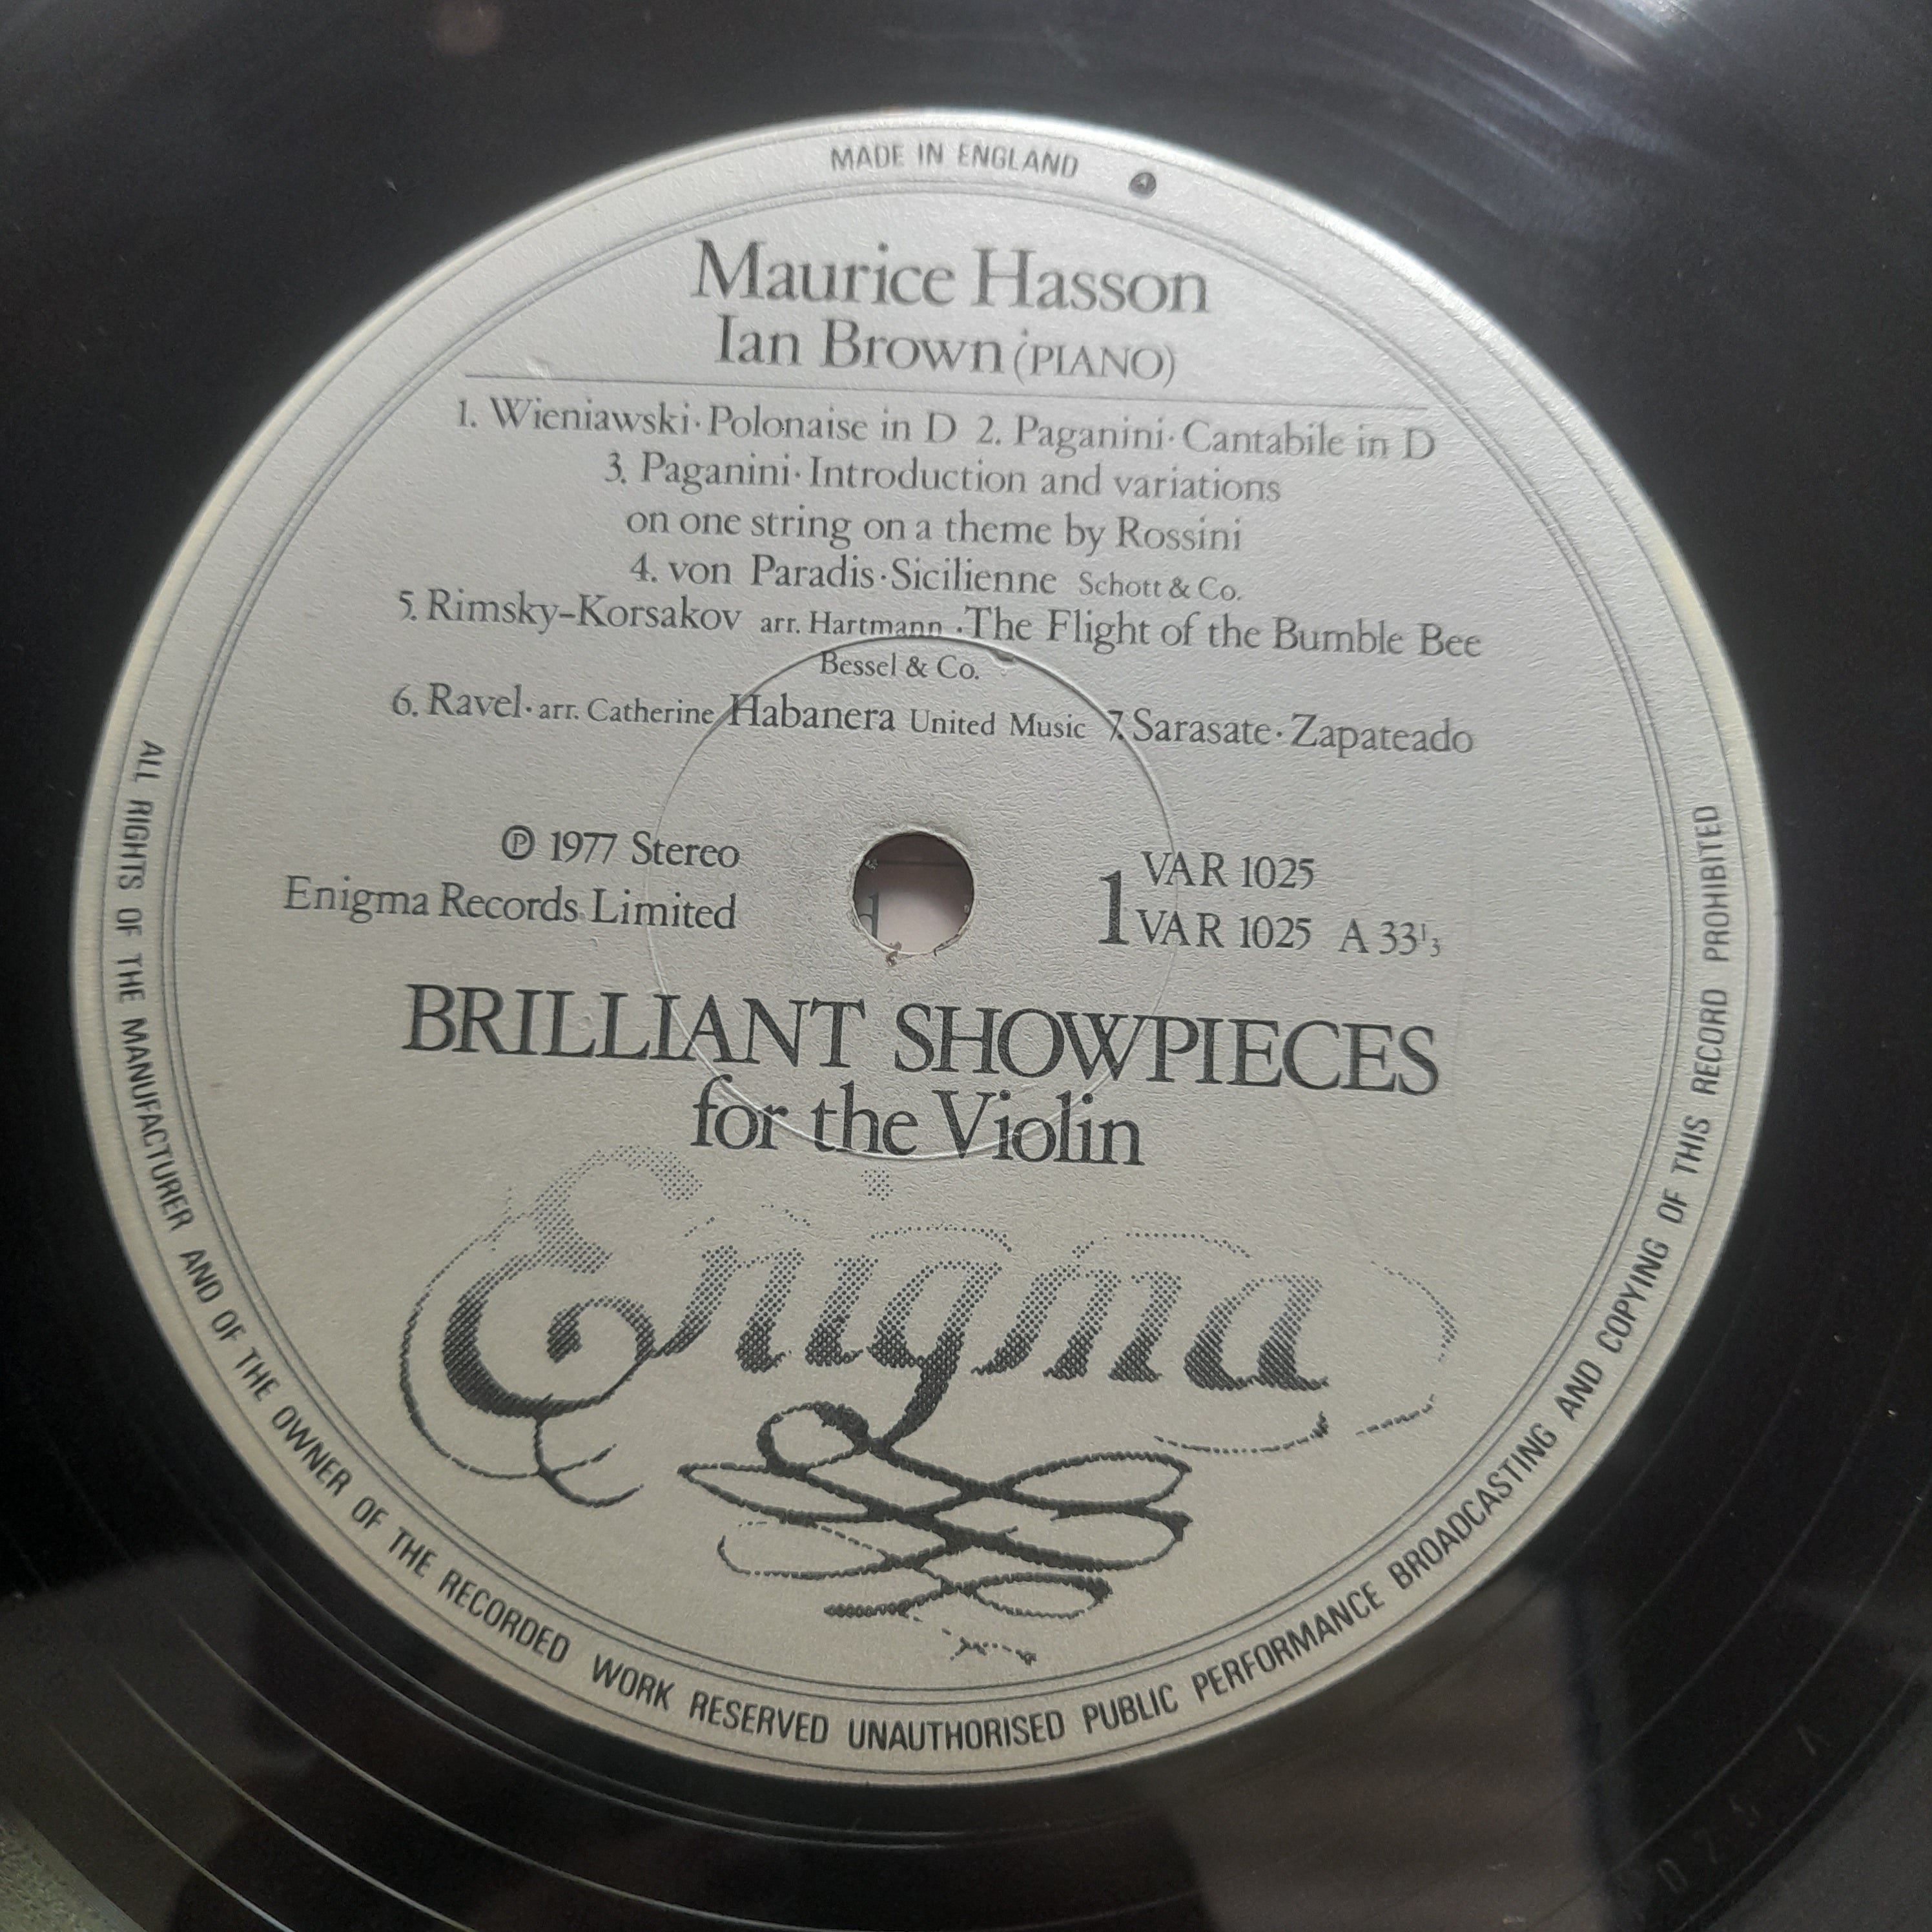 MADE IN ENGLAND
Maurice Hasson
Ian Brown (PIANO)
1. Wieniawski · Polonaise in D 2. Paganini · Cantabile in D
3. Paganini · Introduction and variations
on one string on a theme by Rossini
4. von Paradis · Sicilienne Schott & Co.
5. Rimsky-Korsakov arr. Hartmann · The Flight of the Bumble Bee
Bessel & Co.
6. Ravel · arr. Catherine Habanera United Music 7. Sarasate · Zapateado
℗ 1977 Stereo
Enigma Records Limited
1 VAR 1025
VAR 1025 A 33⅓
BRILLIANT SHOWPIECES
for the Violin
Enigma
ALL RIGHTS OF THE MANUFACTURER AND OF THE OWNER OF THE RECORDED WORK RESERVED UNAUTHORISED PUBLIC PERFORMANCE BROADCASTING AND COPYING OF THIS RECORD PROHIBITED